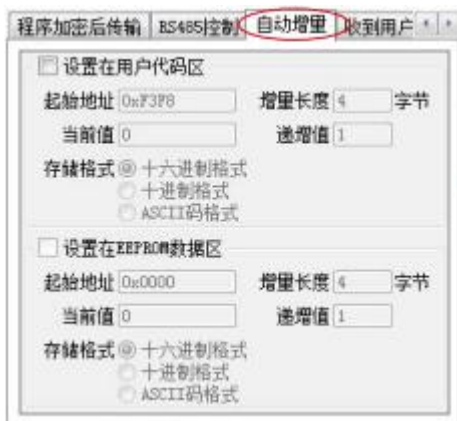 程序加密后传输 RS485控制 自动增量 收到用户
设置在用户代码区
起始地址 0xF3F8 增量长度 4 字节
当前值 0 递增值 1
存储格式 十六进制格式
十进制格式
ASCII码格式
设置在EEPROM数据区
起始地址 0x0000 增量长度 4 字节
当前值 0 递增值 1
存储格式 十六进制格式
十进制格式
ASCII码格式